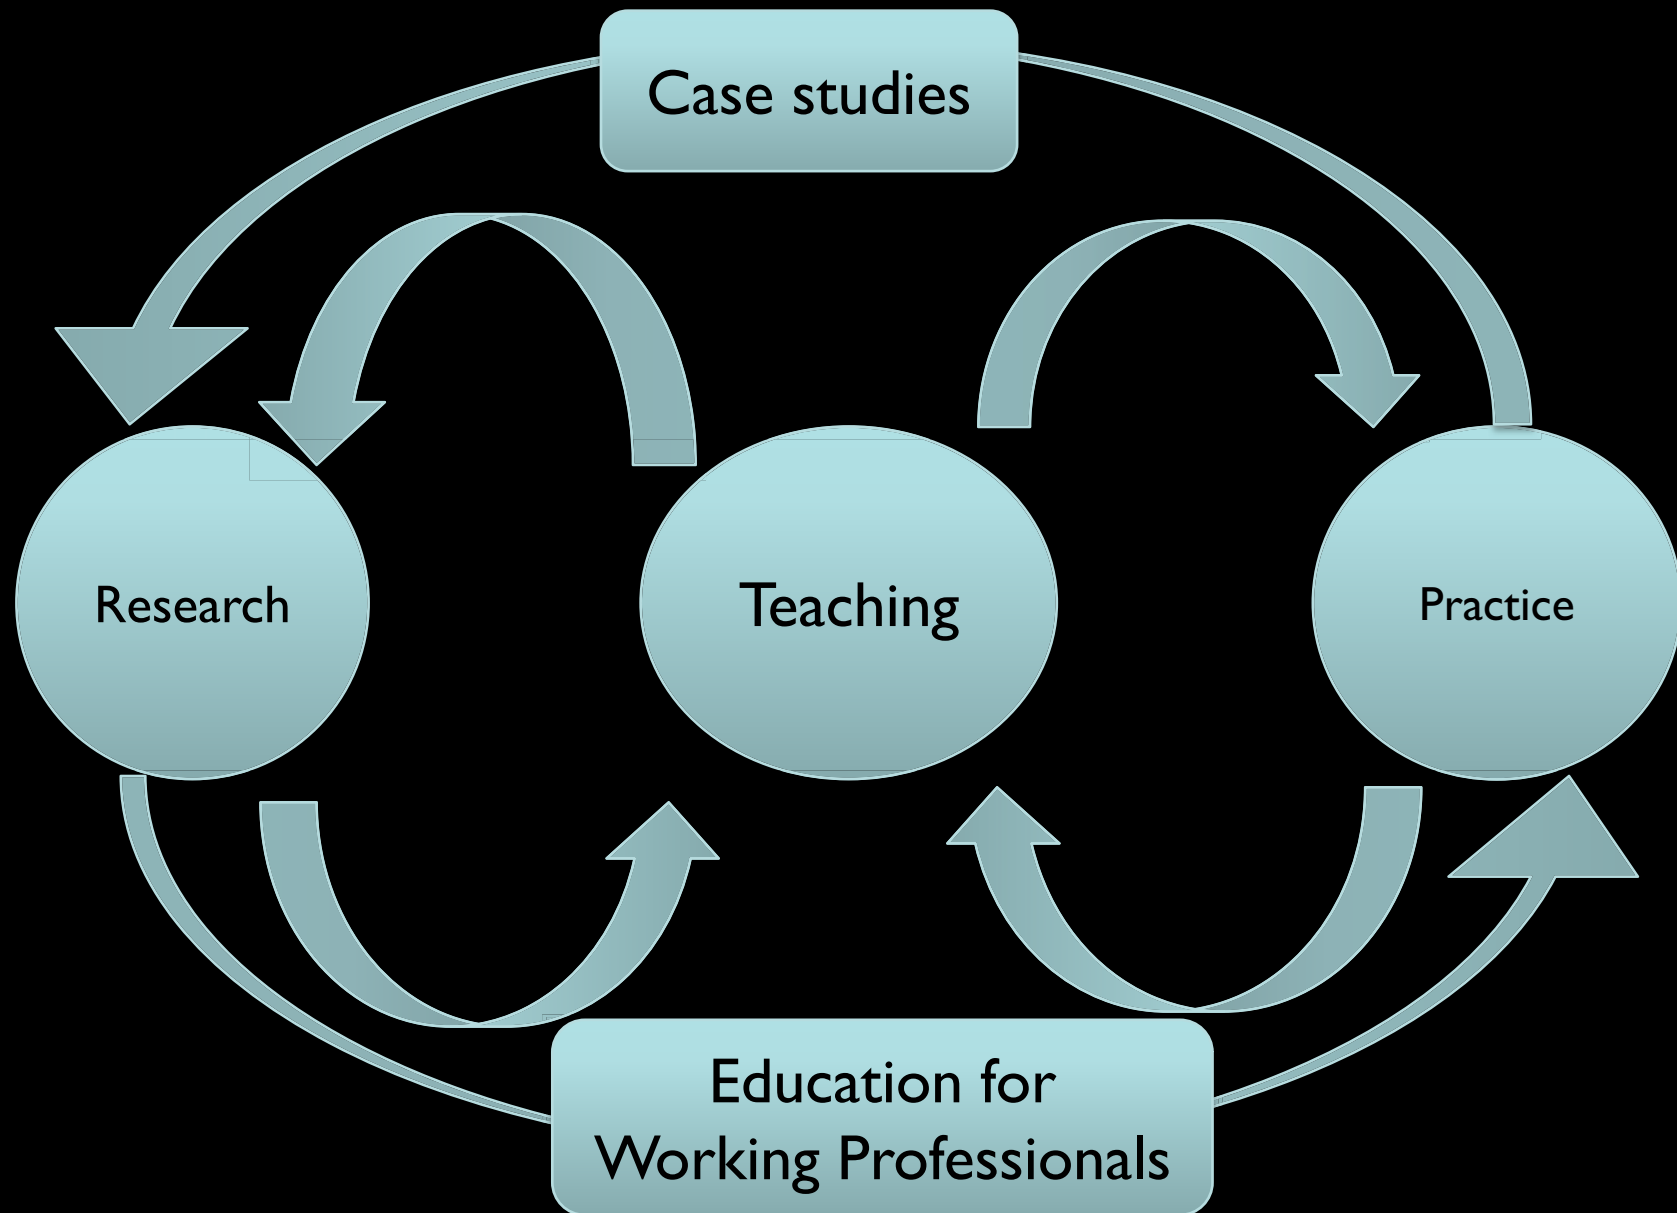 Case studies
Research
Teaching
Practice
Education for
Working Professionals